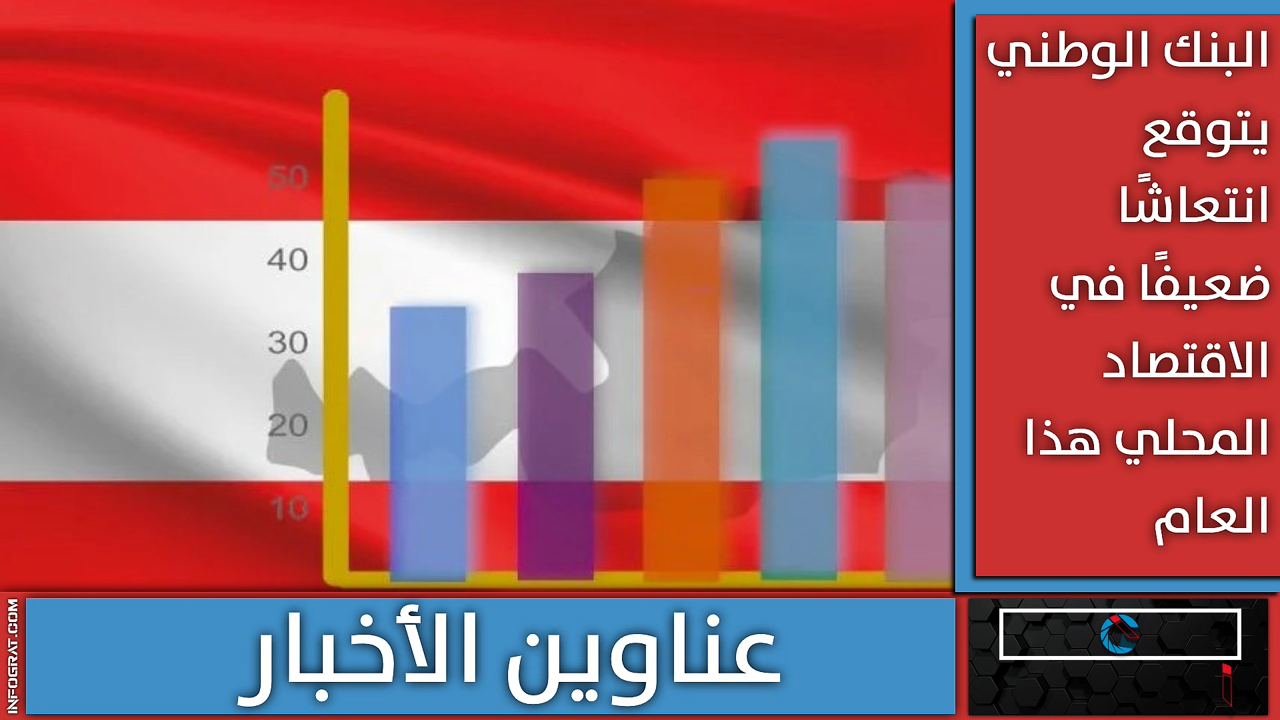 البنك الوطني
يتوقع
انتعاشًا
ضعيفًا في
الاقتصاد
المحلي هذا
العام
50
40
30
20
10
عناوين الأخبار
INFOGRAT.COM